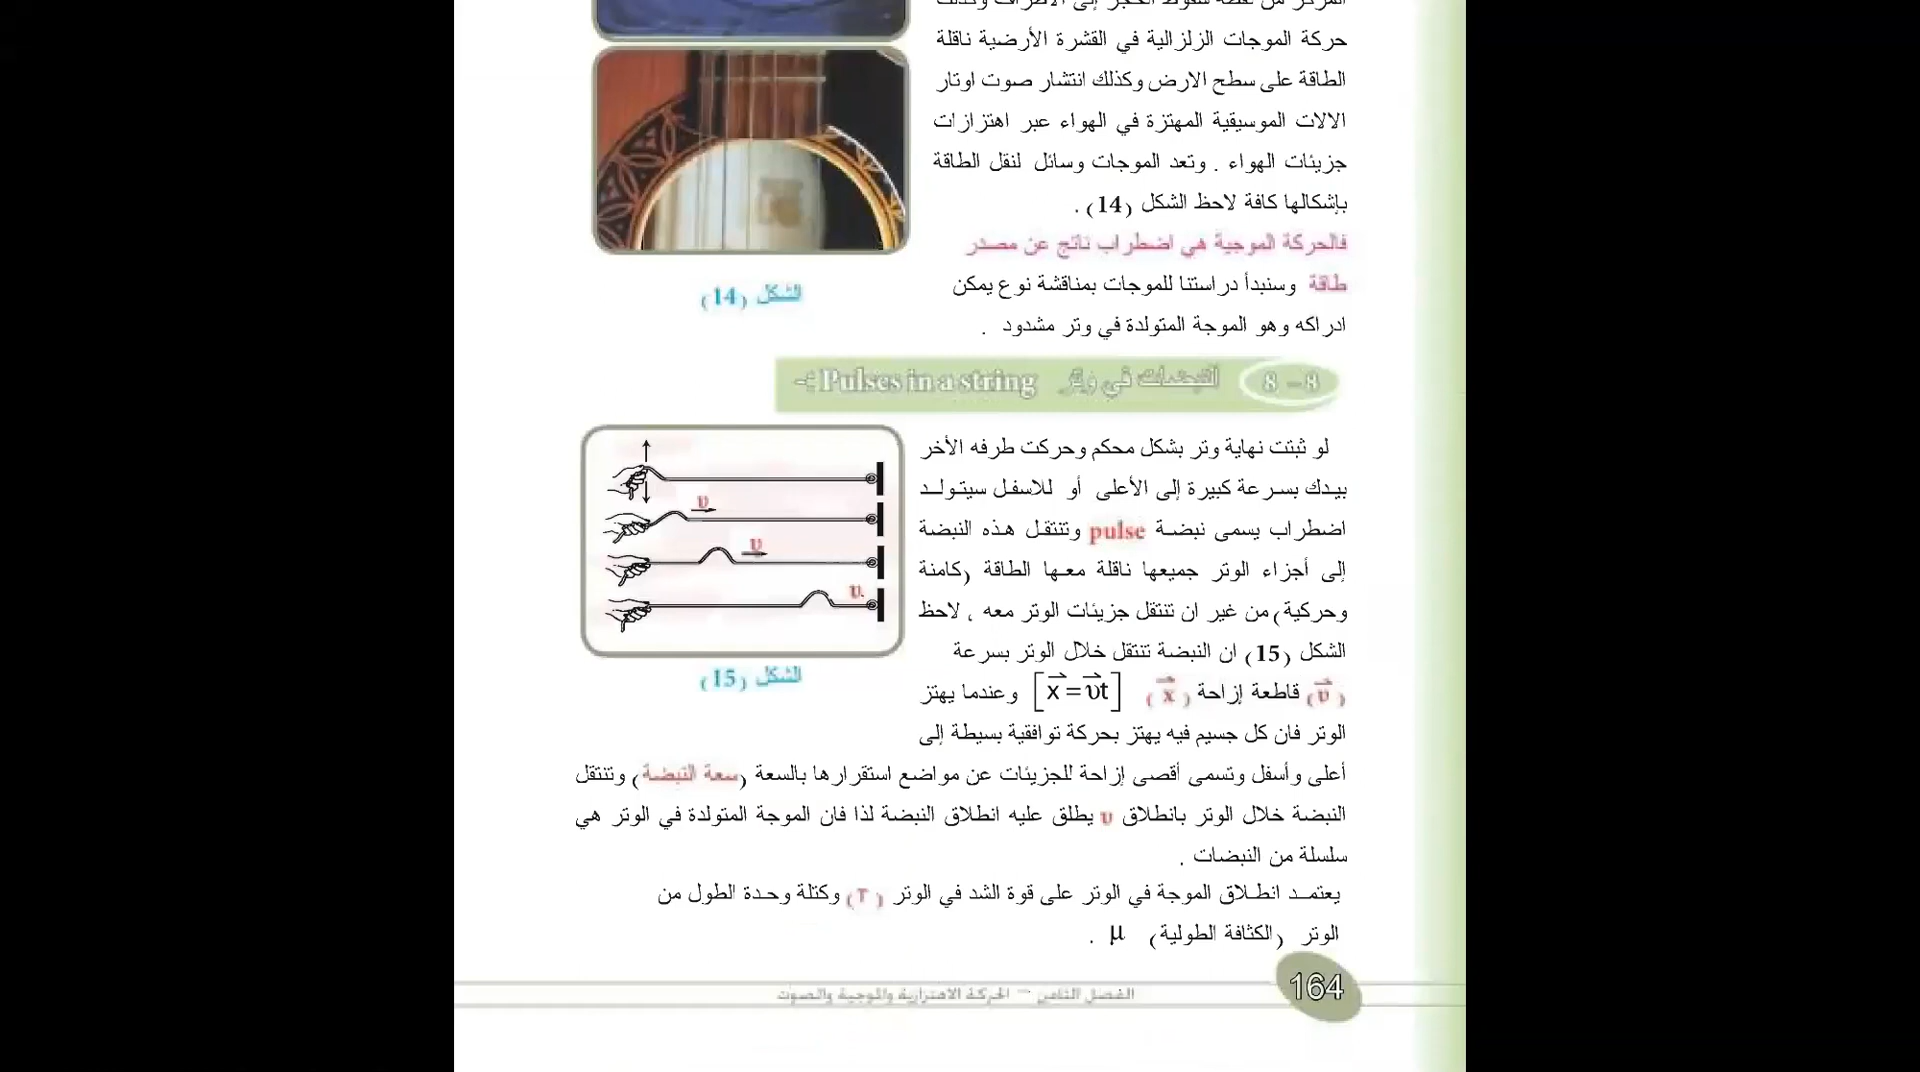 المركز من نقطة سقوط الحجر إلى الأطراف وكذلك
حركة الموجات الزلزالية في القشرة الأرضية ناقلة
الطاقة على سطح الارض وكذلك انتشار صوت اوتار
الالات الموسيقية المهتزة في الهواء عبر اهتزازات
جزيئات الهواء . وتعد الموجات وسائل لنقل الطاقة
بإشكالها كافة لاحظ الشكل (14) .
فالحركة الموجية هي اضطراب ناتج عن مصدر
طاقة وسنبدأ دراستنا للموجات بمناقشة نوع يمكن
ادراكه وهو الموجة المتولدة في وتر مشدود .
الشكل (14)
8 - 8 النبضات في وتر Pulses in a string :-
لو ثبتت نهاية وتر بشكل محكم وحركت طرفه الأخر
بيدك بسرعة كبيرة إلى الأعلى أو للاسفل سيتولد
اضطراب يسمى نبضة pulse وتنتقل هذه النبضة
إلى أجزاء الوتر جميعها ناقلة معها الطاقة (كامنة
وحركية) من غير ان تنتقل جزيئات الوتر معه ، لاحظ
الشكل (15) ان النبضة تنتقل خلال الوتر بسرعة
(υ⃗) قاطعة إزاحة (x⃗) [x⃗ = υ⃗t] وعندما يهتز
الوتر فان كل جسيم فيه يهتز بحركة توافقية بسيطة إلى
أعلى وأسفل وتسمى أقصى إزاحة للجزيئات عن مواضع استقرارها بالسعة (سعة النبضة) وتنتقل
النبضة خلال الوتر بانطلاق υ يطلق عليه انطلاق النبضة لذا فان الموجة المتولدة في الوتر هي
سلسلة من النبضات .
يعتمد انطلاق الموجة في الوتر على قوة الشد في الوتر (T) وكتلة وحدة الطول من
الوتر (الكثافة الطولية) μ .
υ
υ
υ
الشكل (15)
164
الفصل الثامن - الحركة الاهتزازية والموجية والصوت